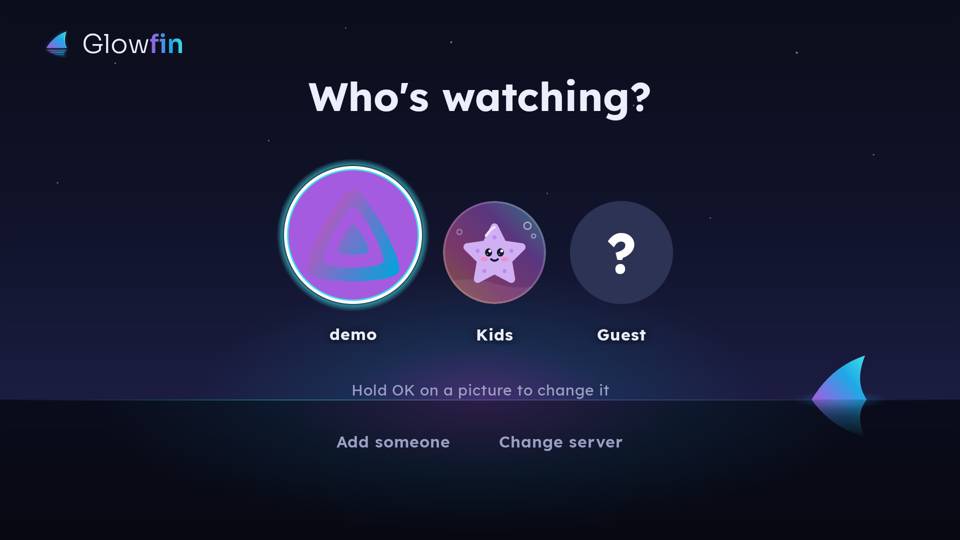 Glowfin
Who's watching?
?
demo
Kids
Guest
Hold OK on a picture to change it
Add someone
Change server